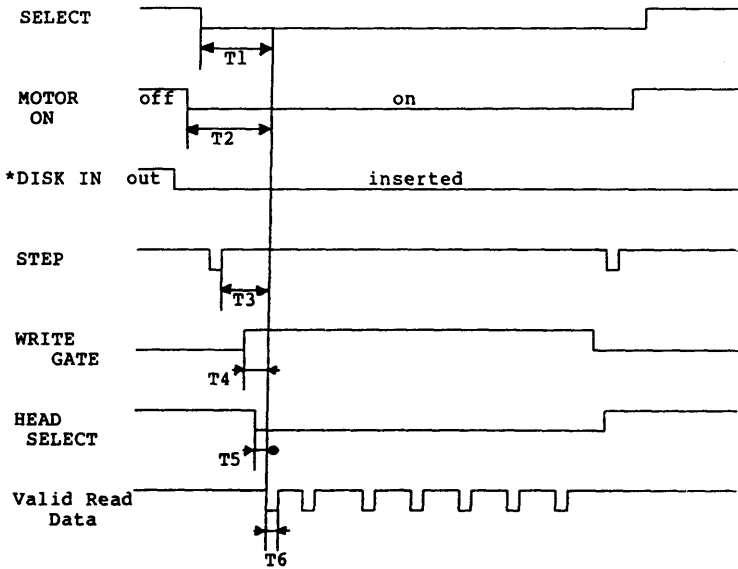 SELECT
T1
MOTOR ON off on
T2
*DISK IN out inserted
STEP
T3
WRITE
GATE
T4
HEAD
SELECT
T5
Valid Read
Data
T6